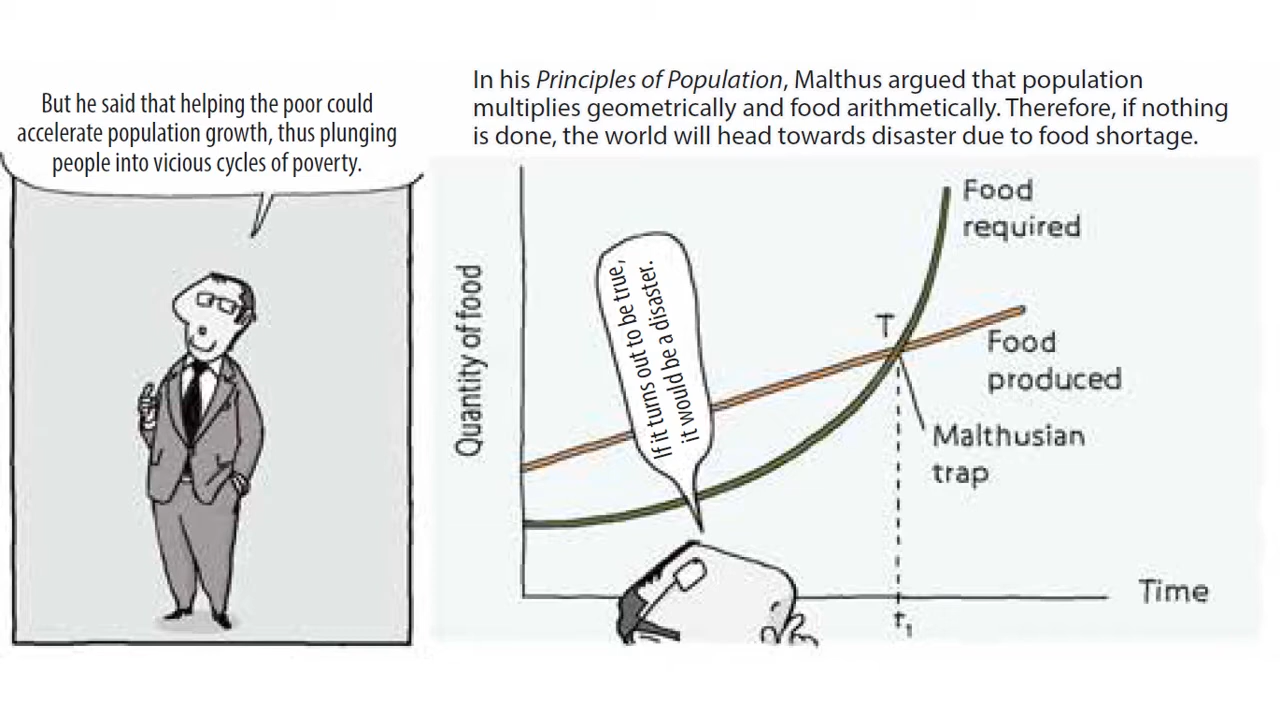 But he said that helping the poor could
accelerate population growth, thus plunging
people into vicious cycles of poverty.
In his Principles of Population, Malthus argued that population
multiplies geometrically and food arithmetically. Therefore, if nothing
is done, the world will head towards disaster due to food shortage.
Quantity of food
If it turns out to be true,
it would be a disaster.
Food
required
T
Food
produced
Malthusian
trap
Time
t1